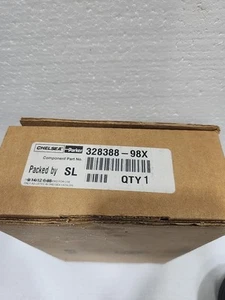 CHELSEA Parker
Component Part No. 328388-98X
Packed by SL
QTY 1